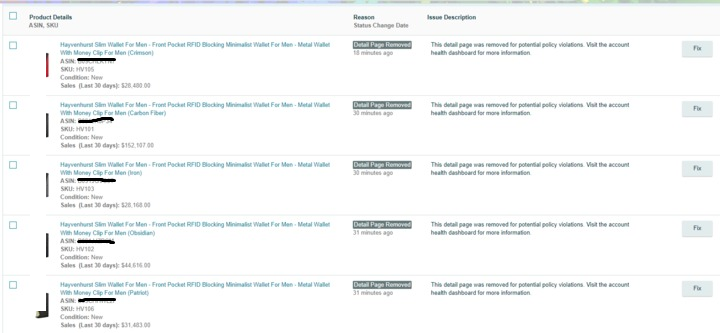 Product Details
ASIN, SKU
Reason
Status Change Date
Issue Description
Hayvenhurst Slim Wallet For Men - Front Pocket RFID Blocking Minimalist Wallet For Men - Metal Wallet
With Money Cilp For Men (Crimson)
ASIN:
SKU: HV105
Condition: New
Sales (Last 30 days): $28,480.00
Detail Page Removed
18 minutes ago
This detail page was removed for potential policy violations. Visit the account
health dashboard for more information.
Fix
Hayvenhurst Slim Wallet For Men - Front Pocket RFID Blocking Minimalist Wallet For Men - Metal Wallet
With Money Cilp For Men (Carbon Fiber)
ASIN:
SKU: HV101
Condition: New
Sales (Last 30 days): $152,107.00
Detail Page Removed
30 minutes ago
This detail page was removed for potential policy violations. Visit the account
health dashboard for more information.
Fix
Hayvenhurst Slim Wallet For Men - Front Pocket RFID Blocking Minimalist Wallet For Men - Metal Wallet
With Money Cilp For Men (Iron)
ASIN:
SKU: HV103
Condition: New
Sales (Last 30 days): $28,168.00
Detail Page Removed
30 minutes ago
This detail page was removed for potential policy violations. Visit the account
health dashboard for more information.
Fix
Hayvenhurst Slim Wallet For Men - Front Pocket RFID Blocking Minimalist Wallet For Men - Metal Wallet
With Money Cilp For Men (Obsidian)
ASIN:
SKU: HV102
Condition: New
Sales (Last 30 days): $44,616.00
Detail Page Removed
31 minutes ago
This detail page was removed for potential policy violations. Visit the account
health dashboard for more information.
Fix
Hayvenhurst Slim Wallet For Men - Front Pocket RFID Blocking Minimalist Wallet For Men - Metal Wallet
With Money Cilp For Men (Patriot)
ASIN:
SKU: HV106
Condition: New
Sales (Last 30 days): $31,483.00
Detail Page Removed
31 minutes ago
This detail page was removed for potential policy violations. Visit the account
health dashboard for more information.
Fix